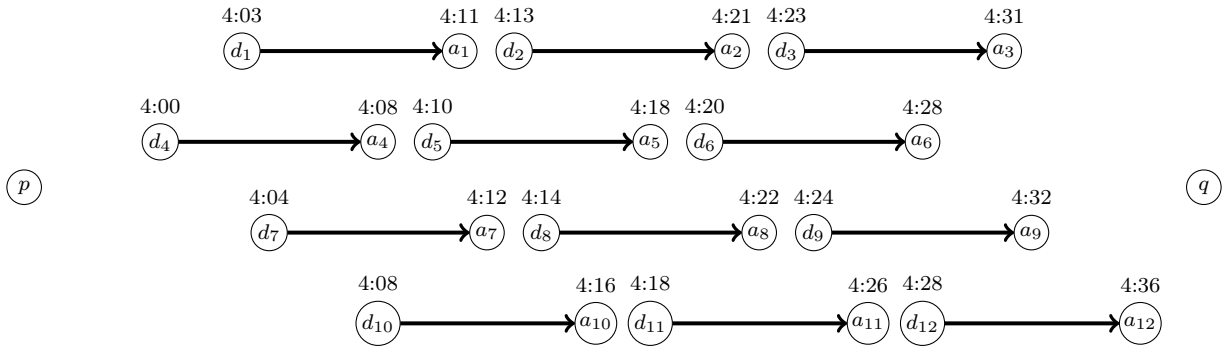 4:03 4:11 4:13 4:21 4:23 4:31
d₁ a₁ d₂ a₂ d₃ a₃
4:00 4:08 4:10 4:18 4:20 4:28
d₄ a₄ d₅ a₅ d₆ a₆
p q
4:04 4:12 4:14 4:22 4:24 4:32
d₇ a₇ d₈ a₈ d₉ a₉
4:08 4:16 4:18 4:26 4:28 4:36
d₁₀ a₁₀ d₁₁ a₁₁ d₁₂ a₁₂